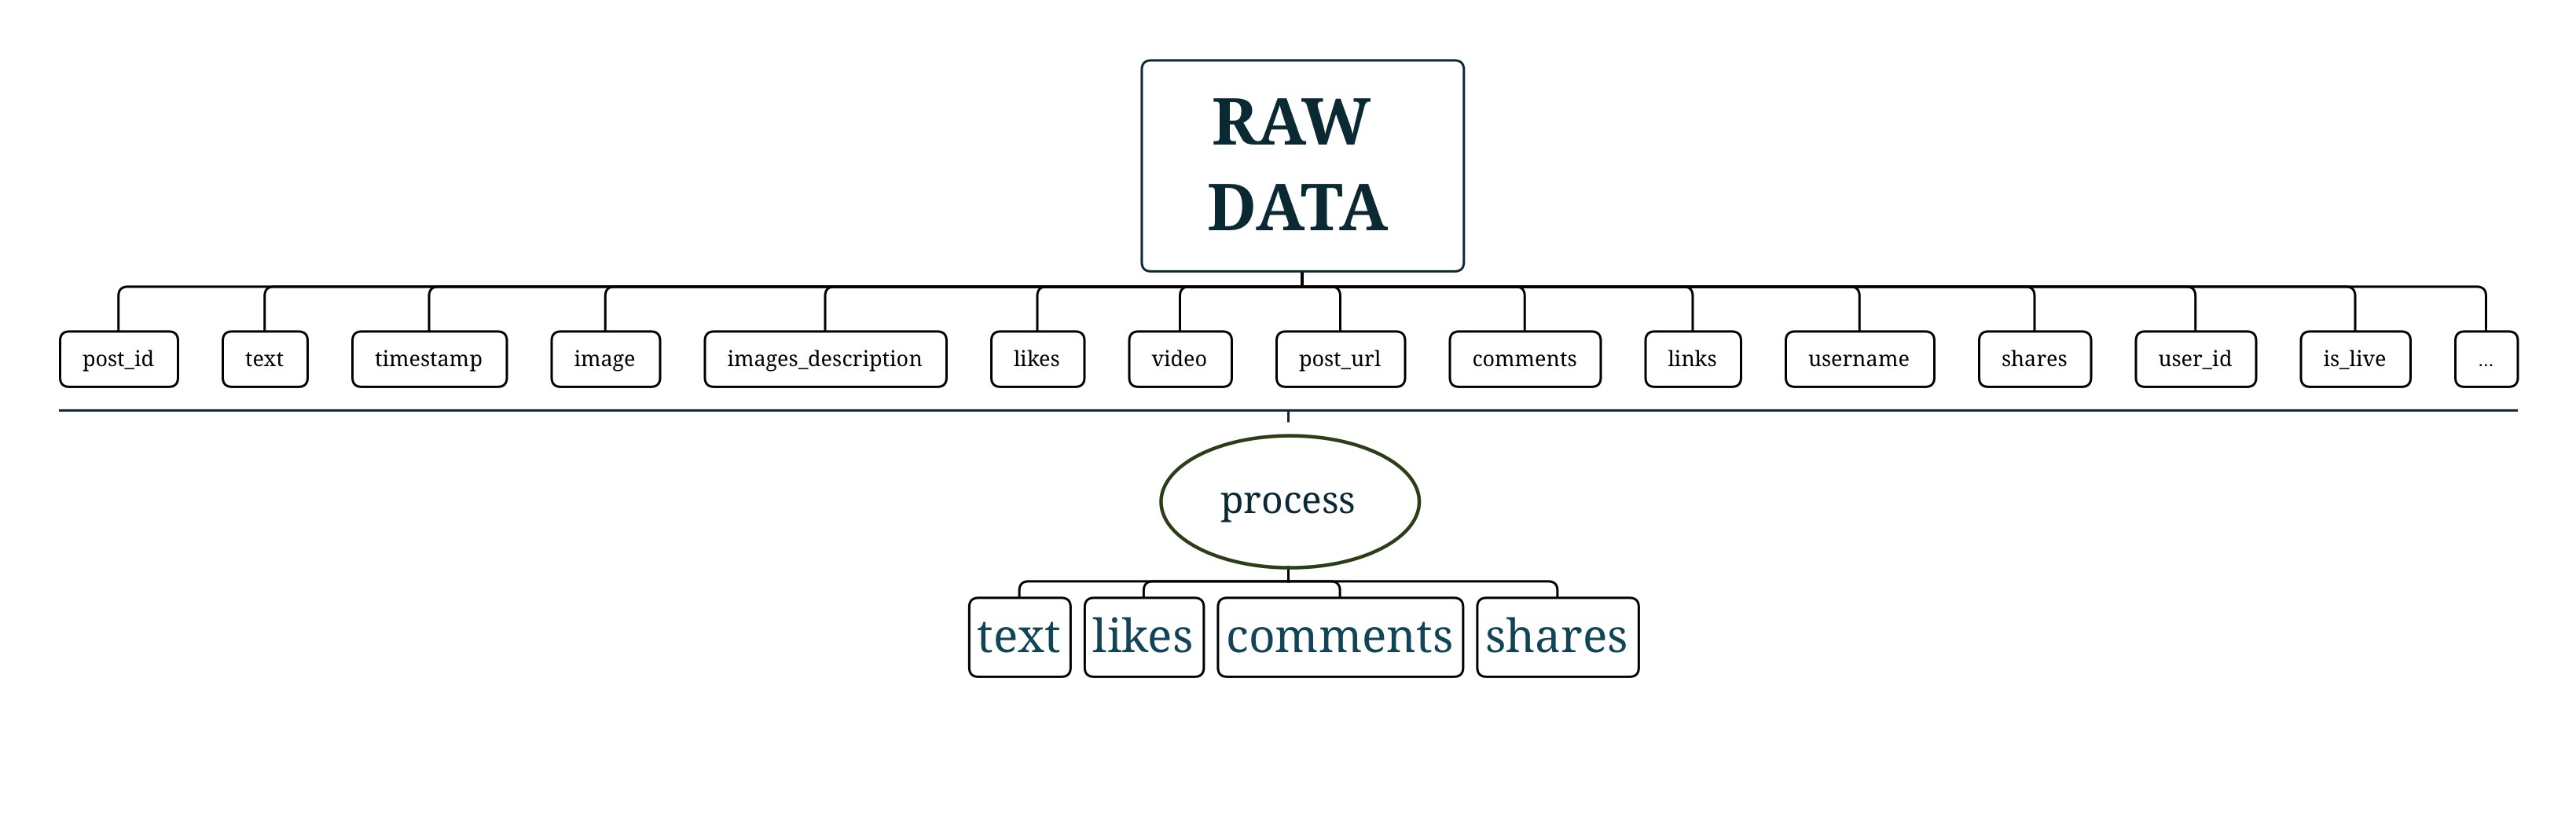 RAW
DATA
post_id text timestamp image images_description likes video post_url comments links username shares user_id is_live ...
process
text likes comments shares